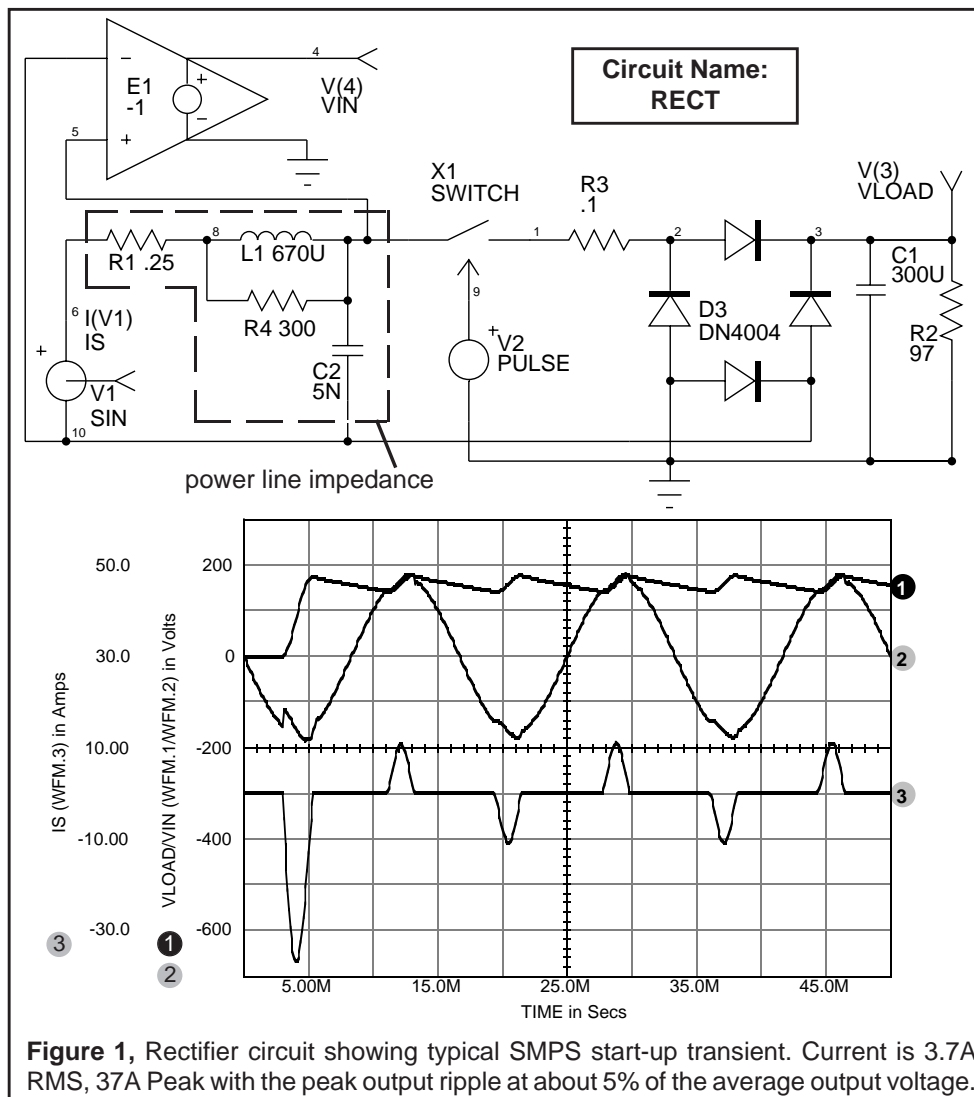 Circuit Name:
RECT
E1
-1
−
+
+
−
4
V(4)
VIN
5
X1
SWITCH
R3
.1
V(3)
VLOAD
R1 .25
8
L1 670U
1
2
3
C1
300U
6
I(V1)
IS
R4 300
9
D3
DN4004
R2
97
+
V1
SIN
C2
5N
+
V2
PULSE
10
power line impedance
50.0
30.0
10.00
-10.00
-30.0
200
0
-200
-400
-600
IS (WFM.3) in Amps
VLOAD/VIN (WFM.1/WFM.2) in Volts
1
2
3
3
1
2
5.00M
15.0M
25.0M
35.0M
45.0M
TIME in Secs
Figure 1, Rectifier circuit showing typical SMPS start-up transient. Current is 3.7A
RMS, 37A Peak with the peak output ripple at about 5% of the average output voltage.